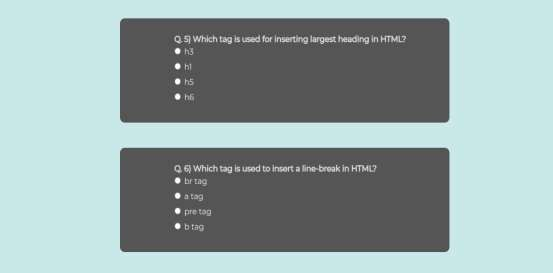 Q. 5) Which tag is used for inserting largest heading in HTML?
h3
h1
h5
h6
Q. 6) Which tag is used to insert a line-break in HTML?
br tag
a tag
pre tag
b tag